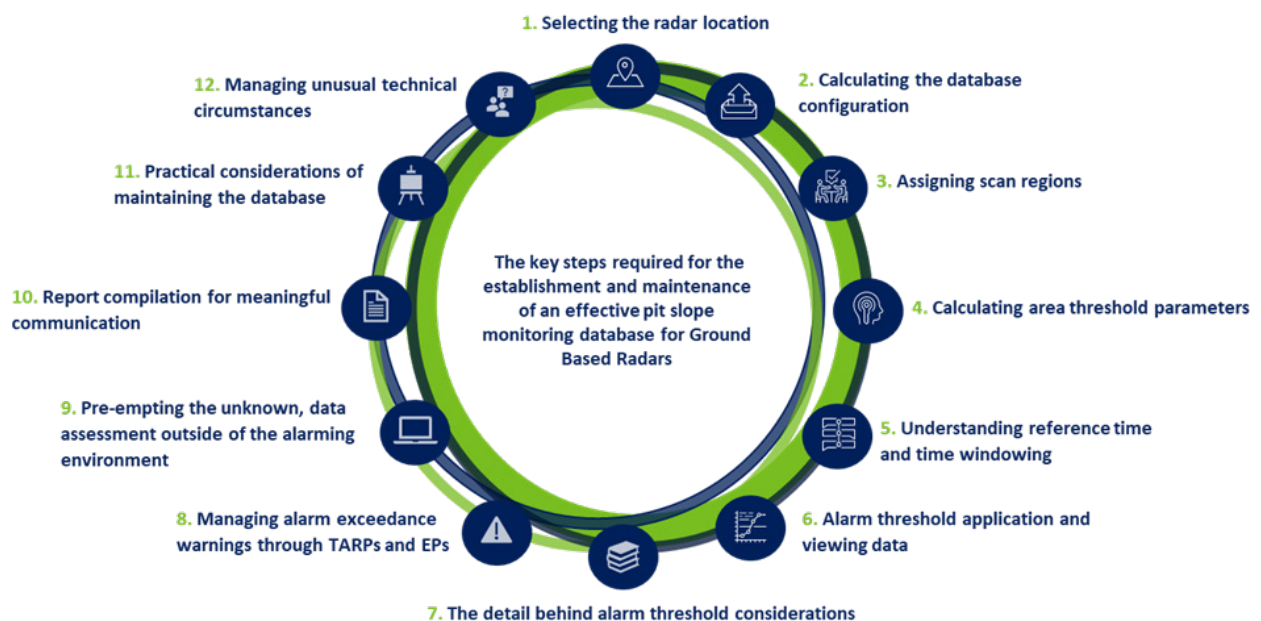 1. Selecting the radar location
2. Calculating the database
configuration
3. Assigning scan regions
4. Calculating area threshold parameters
5. Understanding reference time
and time windowing
6. Alarm threshold application and
viewing data
7. The detail behind alarm threshold considerations
8. Managing alarm exceedance
warnings through TARPs and EPs
9. Pre-empting the unknown, data
assessment outside of the alarming
environment
10. Report compilation for meaningful
communication
11. Practical considerations of
maintaining the database
12. Managing unusual technical
circumstances
The key steps required for the
establishment and maintenance
of an effective pit slope
monitoring database for Ground
Based Radars